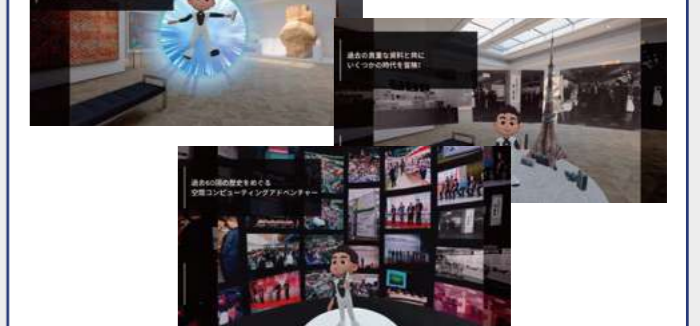 過去の貴重な資料と共に
いくつかの時代を冒険!
過去60回の歴史をめぐる
空間コンピューティングアドベンチャー